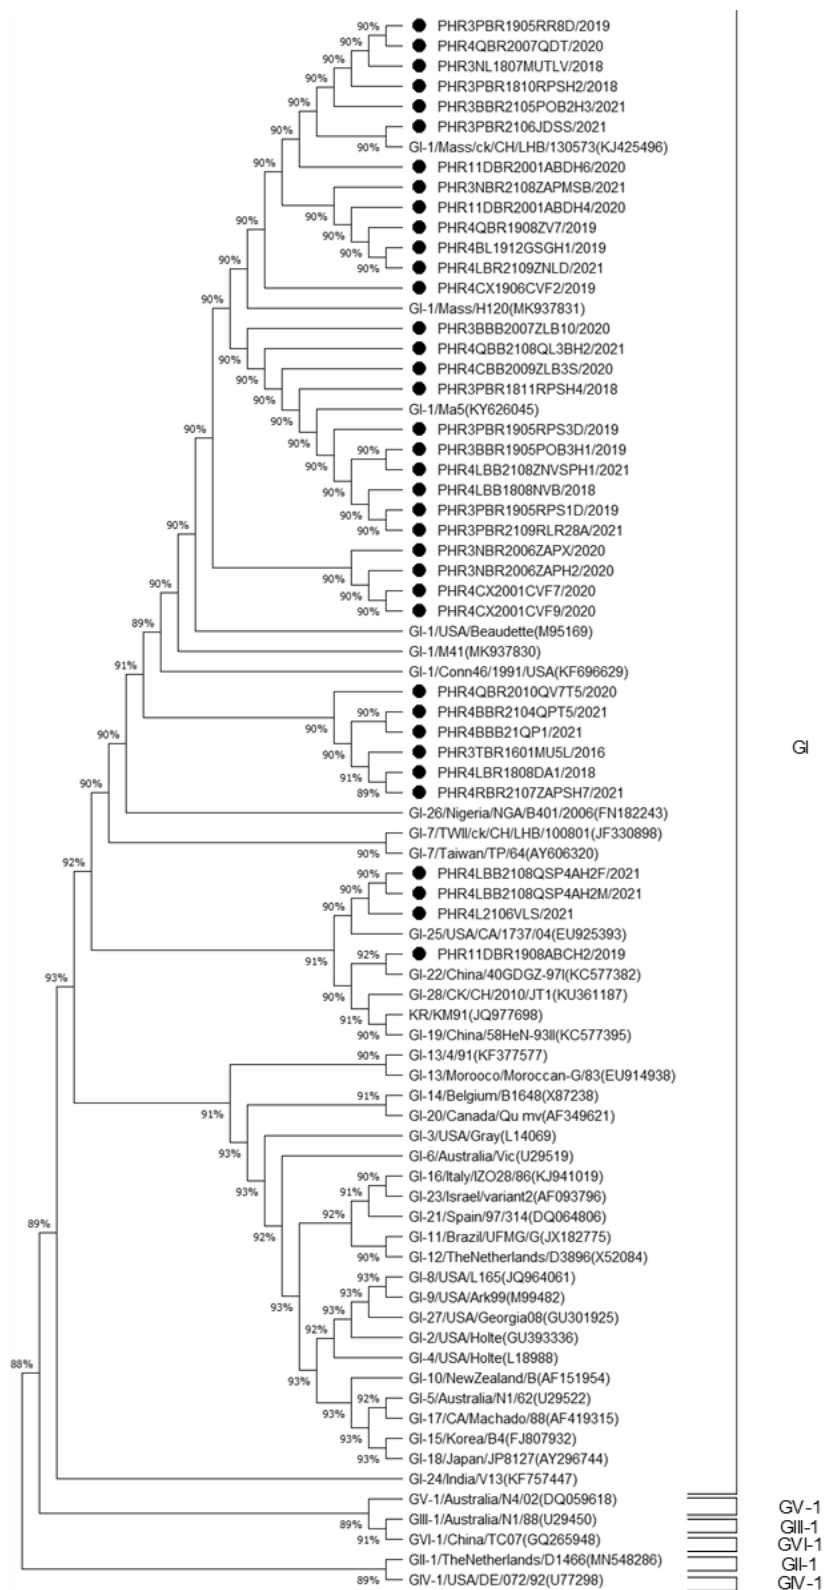 90% PHR3PBR1905RR8D/2019
90% PHR4QBR2007QDT/2020
90% PHR3NL1807MUTLV/2018
90% PHR3PBR1810RPSH2/2018
90% PHR3BBR2105POB2H3/2021
90% PHR3PBR2106JDSS/2021
90% GI-1/Mass/ck/CH/LHB/130573(KJ425496)
90% PHR11DBR2001ABDH6/2020
PHR3NBR2108ZAPMSB/2021
90% PHR11DBR2001ABDH4/2020
90% 90% PHR4QBR1908ZV7/2019
90% PHR4BL1912GSGH1/2019
90% 90% PHR4LBR2109ZNLD/2021
PHR4CX1906CVF2/2019
90% GI-1/Mass/H120(MK937831)
PHR3BBB2007ZLB10/2020
90% PHR4QBB2108QL3BH2/2021
90% PHR4CBB2009ZLB3S/2020
90% PHR3PBR1811RPSH4/2018
90% GI-1/Ma5(KY626045)
90% 90% PHR3PBR1905RPS3D/2019
90% 90% PHR3BBR1905POB3H1/2019
PHR4LBB2108ZNVSPH1/2021
90% PHR4LBB1808NVB/2018
90% PHR3PBR1905RPS1D/2019
90% 90% PHR3PBR2109RLR28A/2021
PHR3NBR2006ZAPX/2020
90% 90% PHR3NBR2006ZAPH2/2020
90% PHR4CX2001CVF7/2020
90% PHR4CX2001CVF9/2020
89% GI-1/USA/Beaudette(M95169)
GI-1/M41(MK937830)
91% GI-1/Conn46/1991/USA(KF696629)
PHR4QBR2010QV7T5/2020
90% PHR4BBR2104QPT5/2021
90% 90% PHR4BBB21QP1/2021
90% PHR3TBR1601MU5L/2016
GI
91% PHR4LBR1808DA1/2018
90% 89% PHR4RBR2107ZAPSH7/2021
GI-26/Nigeria/NGA/B401/2006(FN182243)
GI-7/TWII/ck/CH/LHB/100801(JF330898)
90% GI-7/Taiwan/TP/64(AY606320)
92% 90% PHR4LBB2108QSP4AH2F/2021
90% PHR4LBB2108QSP4AH2M/2021
90% PHR4L2106VLS/2021
GI-25/USA/CA/1737/04(EU925393)
91% 92% PHR11DBR1908ABCH2/2019
93% GI-22/China/40GDGZ-97I(KC577382)
90% GI-28/CK/CH/2010/JT1(KU361187)
91% KR/KM91(JQ977698)
90% GI-19/China/58HeN-93II(KC577395)
90% GI-13/4/91(KF377577)
GI-13/Morooco/Moroccan-G/83(EU914938)
91% GI-14/Belgium/B1648(X87238)
91% GI-20/Canada/Qu mv(AF349621)
93% GI-3/USA/Gray(L14069)
GI-6/Australia/Vic(U29519)
93% 90% GI-16/Italy/IZO28/86(KJ941019)
91% GI-23/Israel/variant2(AF093796)
92% GI-21/Spain/97/314(DQ064806)
89% 92% GI-11/Brazil/UFMG/G(JX182775)
90% GI-12/TheNetherlands/D3896(X52084)
93% GI-8/USA/L165(JQ964061)
93% GI-9/USA/Ark99(M99482)
93% 93% GI-27/USA/Georgia08(GU301925)
92% GI-2/USA/Holte(GU393336)
GI-4/USA/Holte(L18988)
88% 93% GI-10/NewZealand/B(AF151954)
92% GI-5/Australia/N1/62(U29522)
93% GI-17/CA/Machado/88(AF419315)
93% GI-15/Korea/B4(FJ807932)
93% GI-18/Japan/JP8127(AY296744)
GI-24/India/V13(KF757447)
GV-1/Australia/N4/02(DQ059618) GV-1
89% GIII-1/Australia/N1/88(U29450) GIII-1
91% GVI-1/China/TC07(GQ265948) GVI-1
GII-1/TheNetherlands/D1466(MN548286) GII-1
89% GIV-1/USA/DE/072/92(U77298) GIV-1